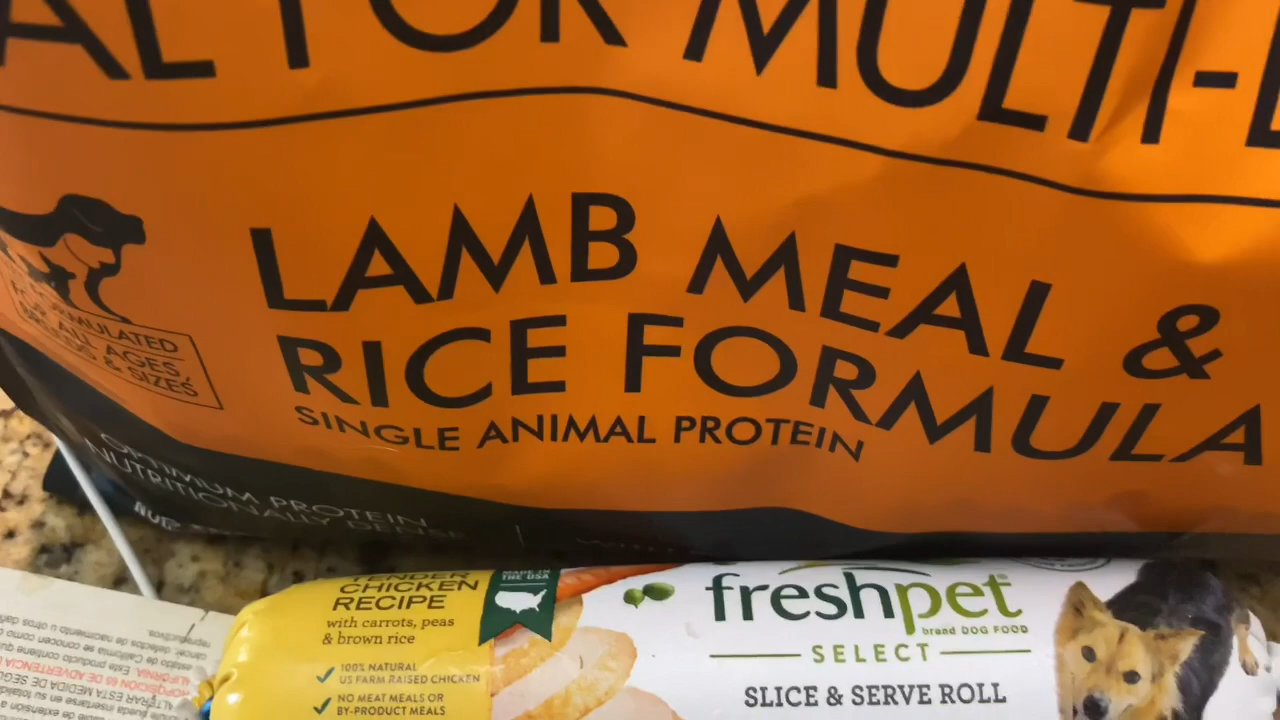 AL FOR MULTI-
LAMB MEAL &
RICE FORMULA
SINGLE ANIMAL PROTEIN
FORMULATED
ALL AGES,
& SIZES
OPTIMUM PROTEIN
NUTRITIONALLY DENSE
TENDER
CHICKEN
RECIPE
with carrots, peas
& brown rice
100% NATURAL
US FARM RAISED CHICKEN
NO MEAT MEALS OR
BY-PRODUCT MEALS
MADE IN
THE USA
freshpet
brand DOG FOOD
SELECT
SLICE & SERVE ROLL